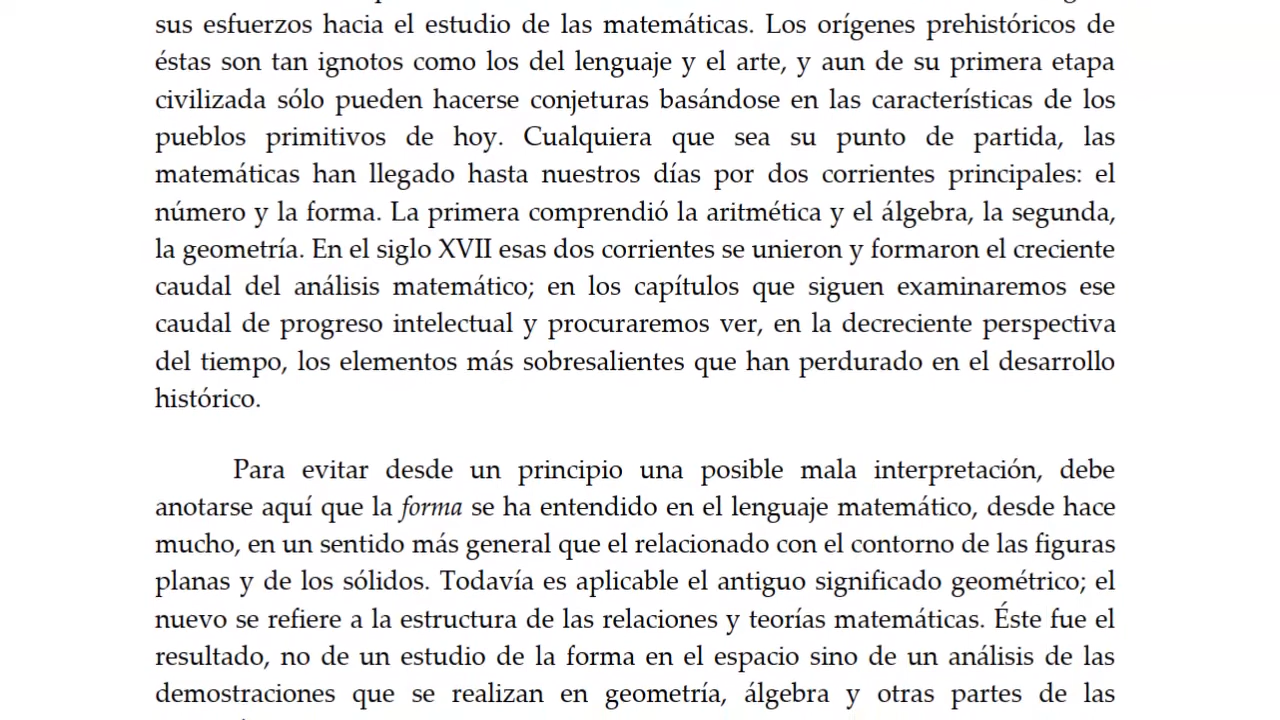 sus esfuerzos hacia el estudio de las matemáticas. Los orígenes prehistóricos de
éstas son tan ignotos como los del lenguaje y el arte, y aun de su primera etapa
civilizada sólo pueden hacerse conjeturas basándose en las características de los
pueblos primitivos de hoy. Cualquiera que sea su punto de partida, las
matemáticas han llegado hasta nuestros días por dos corrientes principales: el
número y la forma. La primera comprendió la aritmética y el álgebra, la segunda,
la geometría. En el siglo XVII esas dos corrientes se unieron y formaron el creciente
caudal del análisis matemático; en los capítulos que siguen examinaremos ese
caudal de progreso intelectual y procuraremos ver, en la decreciente perspectiva
del tiempo, los elementos más sobresalientes que han perdurado en el desarrollo
histórico.
Para evitar desde un principio una posible mala interpretación, debe
anotarse aquí que la forma se ha entendido en el lenguaje matemático, desde hace
mucho, en un sentido más general que el relacionado con el contorno de las figuras
planas y de los sólidos. Todavía es aplicable el antiguo significado geométrico; el
nuevo se refiere a la estructura de las relaciones y teorías matemáticas. Éste fue el
resultado, no de un estudio de la forma en el espacio sino de un análisis de las
demostraciones que se realizan en geometría, álgebra y otras partes de las